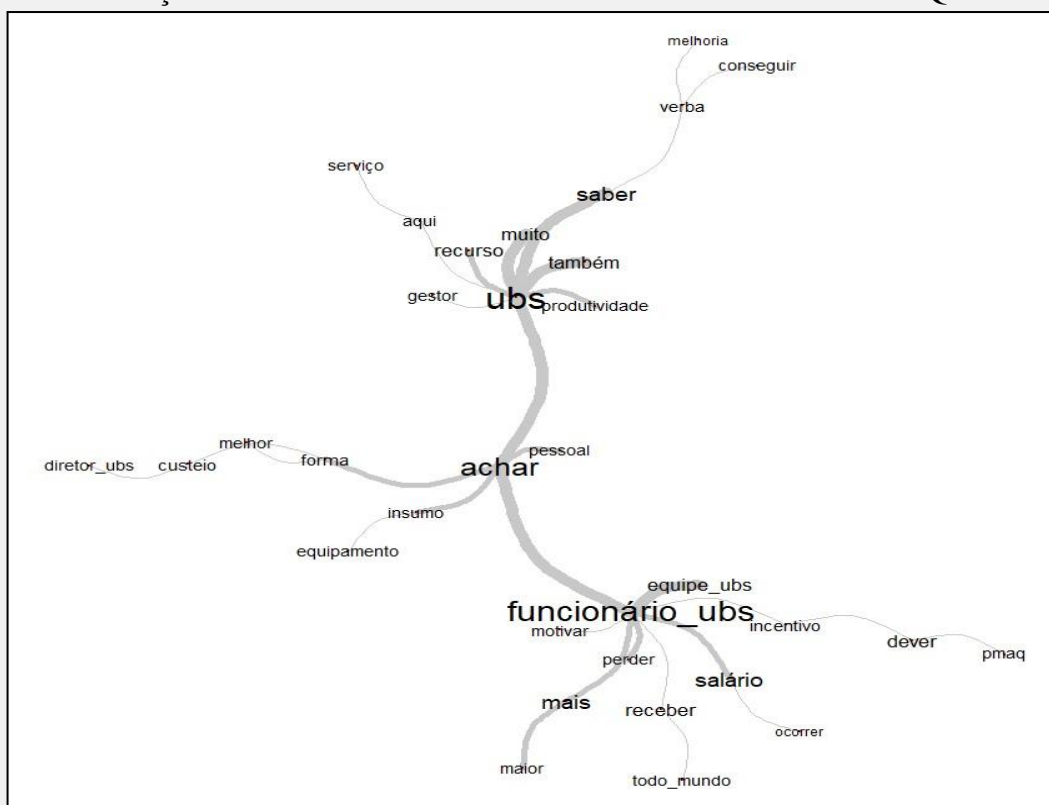 melhoria
conseguir
verba
serviço
saber
aqui
muito
recurso
também
gestor
ubs
produtividade
melhor
pessoal
diretor_ubs
custeio
forma
achar
insumo
equipamento
equipe_ubs
funcionário_ubs
motivar
incentivo
dever
perder
pmaq
salário
mais
receber
ocorrer
maior
todo_mundo